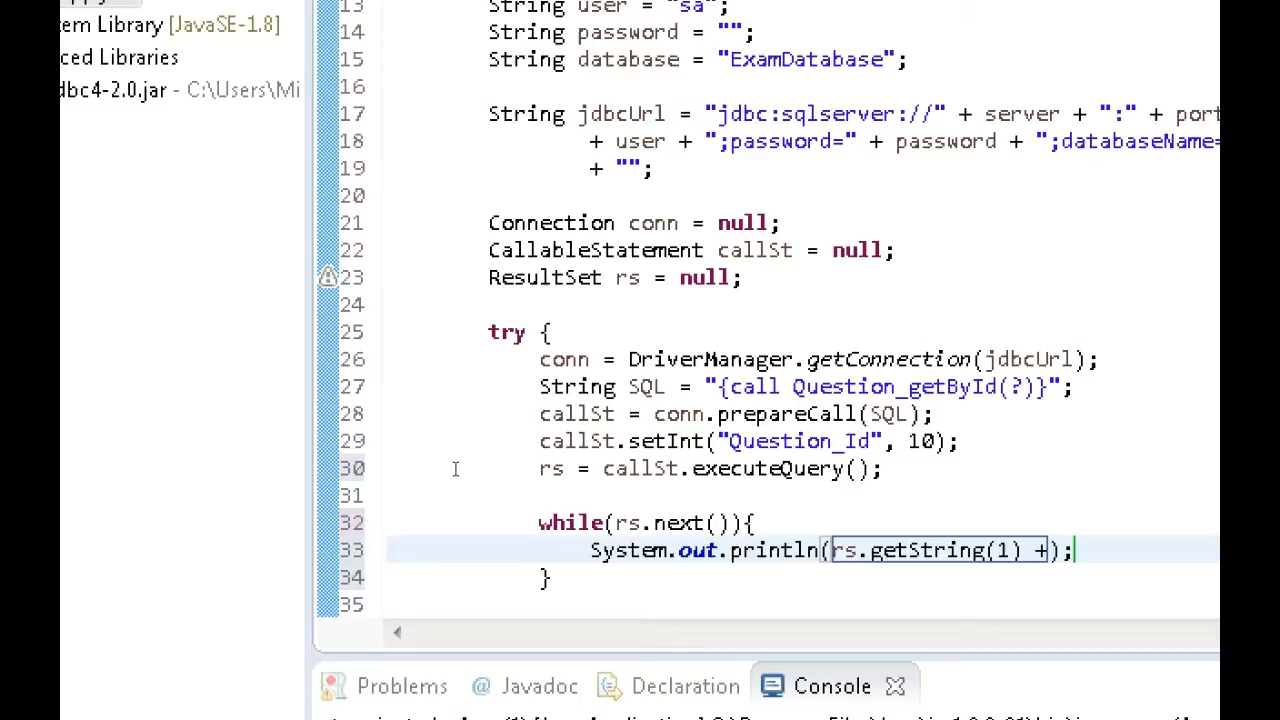 tem Library [JavaSE-1.8]
ced Libraries
dbc4-2.0.jar - C:\Users\Mi
13 String user = "sa";
14 String password = "";
15 String database = "ExamDatabase";
16
17 String jdbcUrl = "jdbc:sqlserver://" + server + ":" + port
18 + user + ";password=" + password + ";databaseName=
19 + "";
20
21 Connection conn = null;
22 CallableStatement callSt = null;
23 ResultSet rs = null;
24
25 try {
26 conn = DriverManager.getConnection(jdbcUrl);
27 String SQL = "{call Question_getById(?)}";
28 callSt = conn.prepareCall(SQL);
29 callSt.setInt("Question_Id", 10);
30 rs = callSt.executeQuery();
31
32 while(rs.next()){
33 System.out.println(rs.getString(1) +);
34 }
35
Problems @ Javadoc Declaration Console